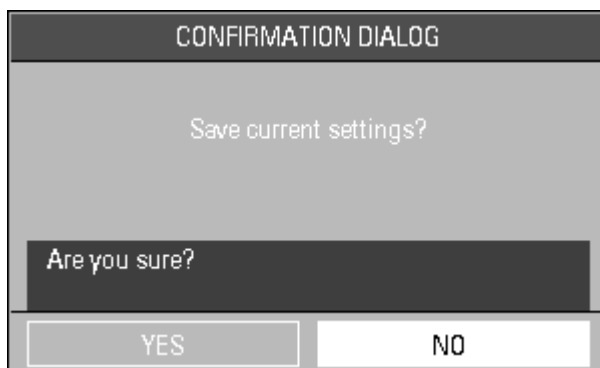 CONFIRMATION DIALOG
Save current settings?
Are you sure?
YES
NO